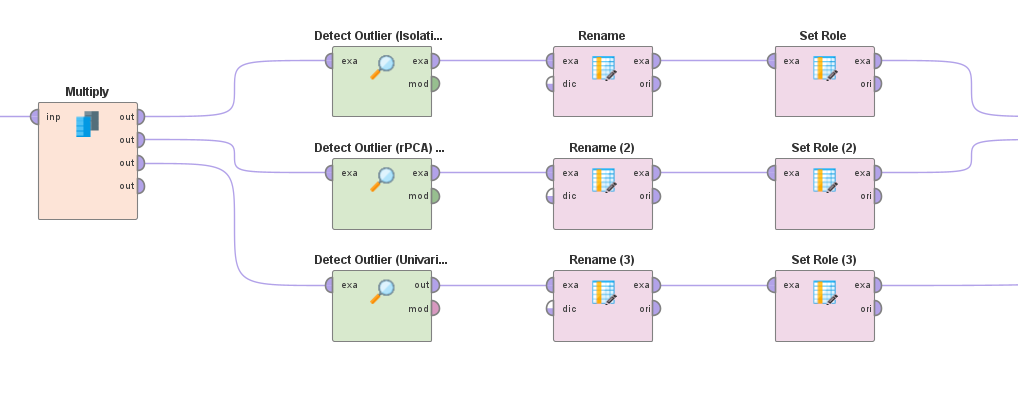 Detect Outlier (Isolati...
Rename
Set Role
exa
exa
mod
exa
exa
dic
ori
exa
exa
ori
Multiply
inp
out
out
out
out
Detect Outlier (rPCA) ...
Rename (2)
Set Role (2)
exa
exa
mod
exa
exa
dic
ori
exa
exa
ori
Detect Outlier (Univari...
Rename (3)
Set Role (3)
exa
out
mod
exa
exa
dic
ori
exa
exa
ori